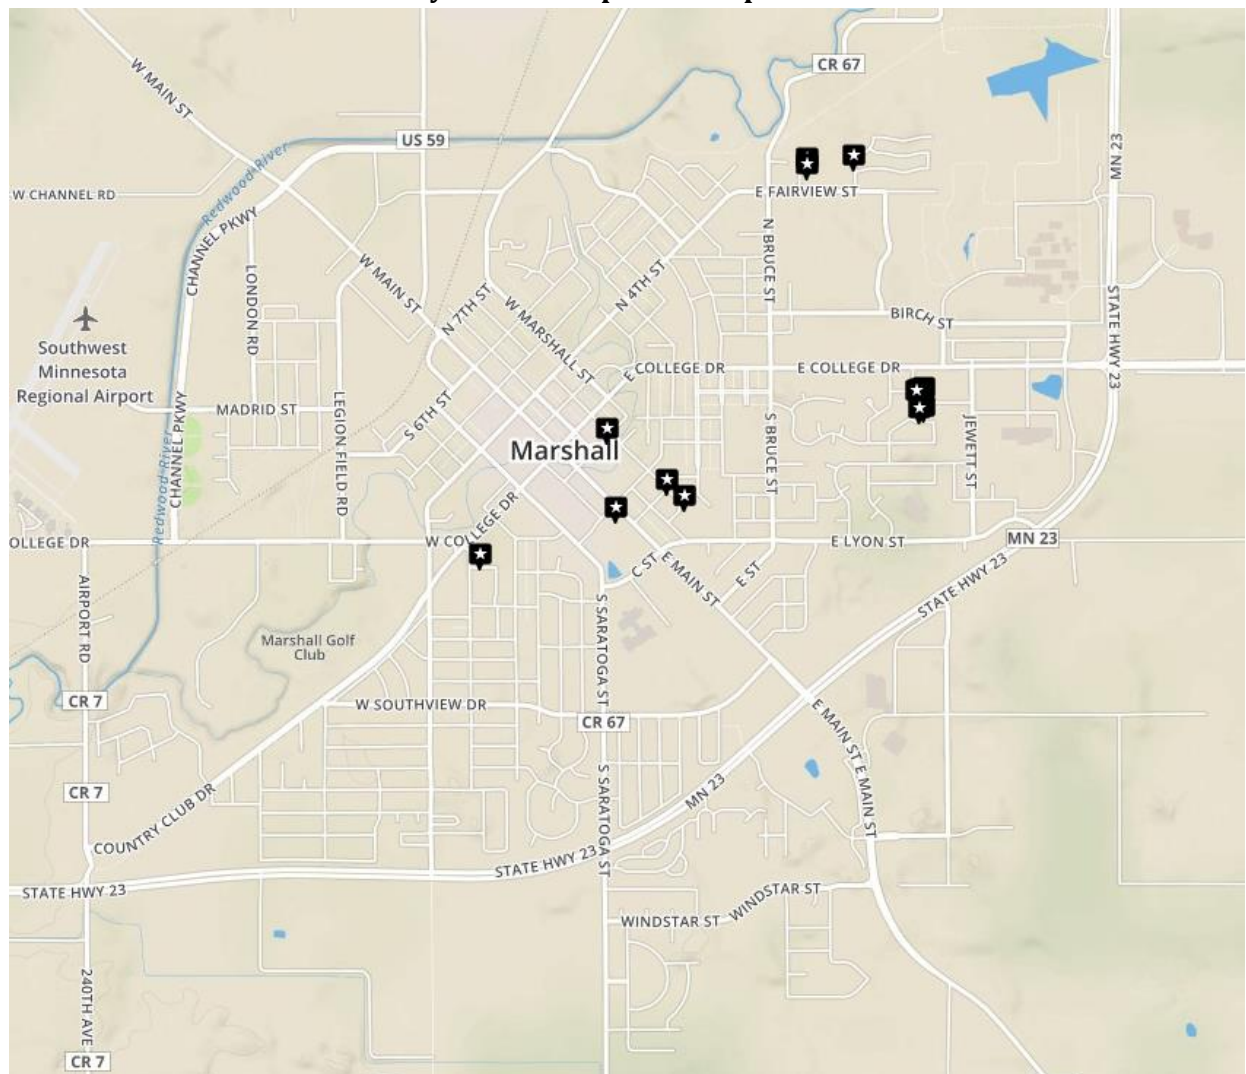 CR 67
W MAIN ST
US 59
MN 23
Redwood River
E FAIRVIEW ST
W CHANNEL RD
CHANNEL PKWY
N BRUCE ST
W MAIN ST
N 4TH ST
LONDON RD
N 7TH ST
W MARSHALL ST
BIRCH ST
STATE HWY 23
Southwest
Minnesota
Regional Airport
E
COLLEGE DR
E COLLEGE DR
MADRID ST
S 6TH ST
LEGION FIELD RD
CHANNEL PKWY
Marshall
S BRUCE ST
JEWETT ST
Redwood River
OLLEGE DR
W COLLEGE DR
E LYON ST
MN 23
C ST
E MAIN ST
E ST
STATE HWY 23
AIRPORT RD
S SARATOGA ST
Marshall Golf
Club
CR 7
W SOUTHVIEW DR
CR 67
E MAIN ST
E MAIN ST
CR 7
COUNTRY CLUB DR
S SARATOGA ST
MN 23
STATE HWY 23
STATE HWY 23
WINDSTAR ST
WINDSTAR ST
240TH AVE
CR 7